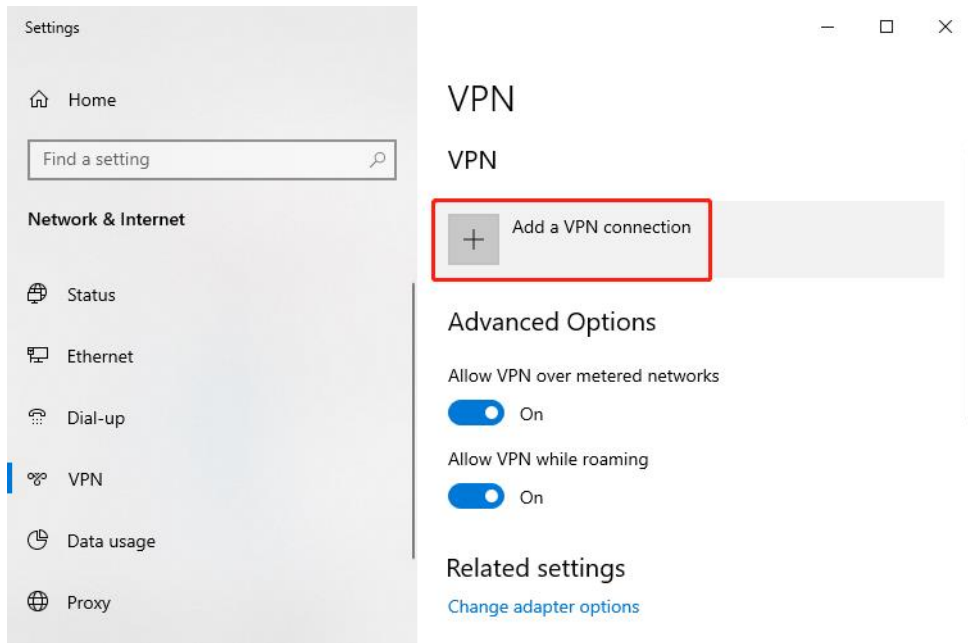 Settings
Home
Find a setting
Network & Internet
Status
Ethernet
Dial-up
VPN
Data usage
Proxy
VPN
VPN
Add a VPN connection
Advanced Options
Allow VPN over metered networks
On
Allow VPN while roaming
On
Related settings
Change adapter options